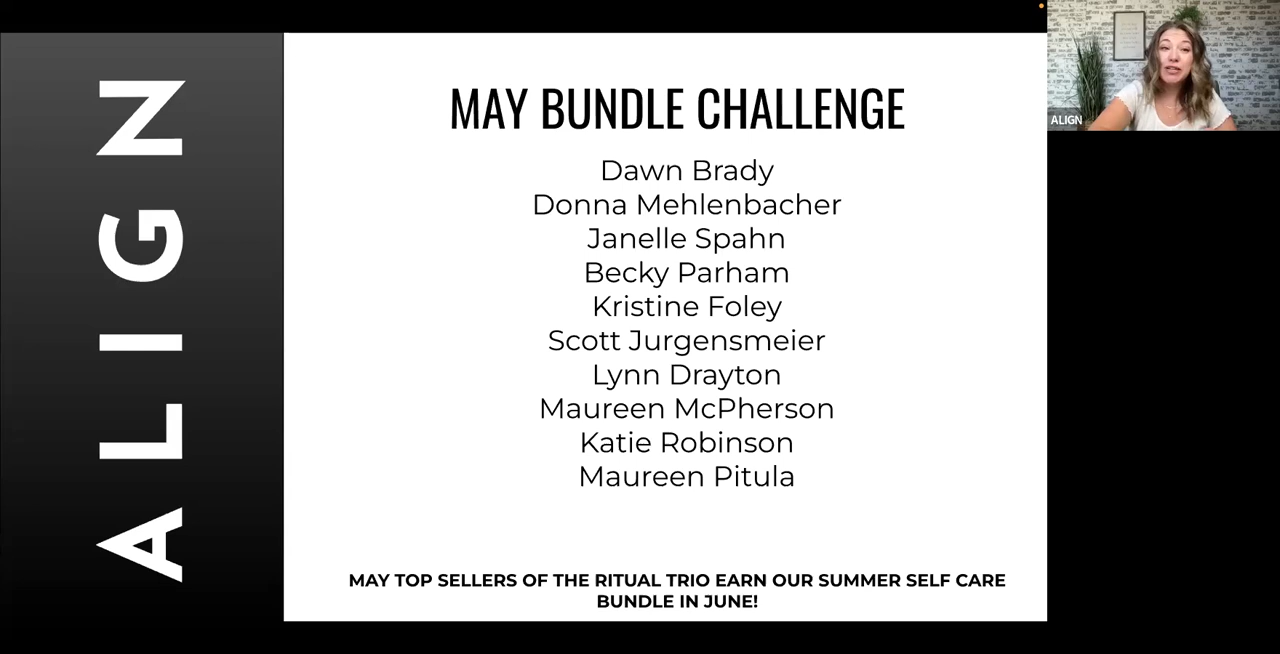 ALIGN
MAY BUNDLE CHALLENGE
Dawn Brady
Donna Mehlenbacher
Janelle Spahn
Becky Parham
Kristine Foley
Scott Jurgensmeier
Lynn Drayton
Maureen McPherson
Katie Robinson
Maureen Pitula
MAY TOP SELLERS OF THE RITUAL TRIO EARN OUR SUMMER SELF CARE
BUNDLE IN JUNE!
ALIGN